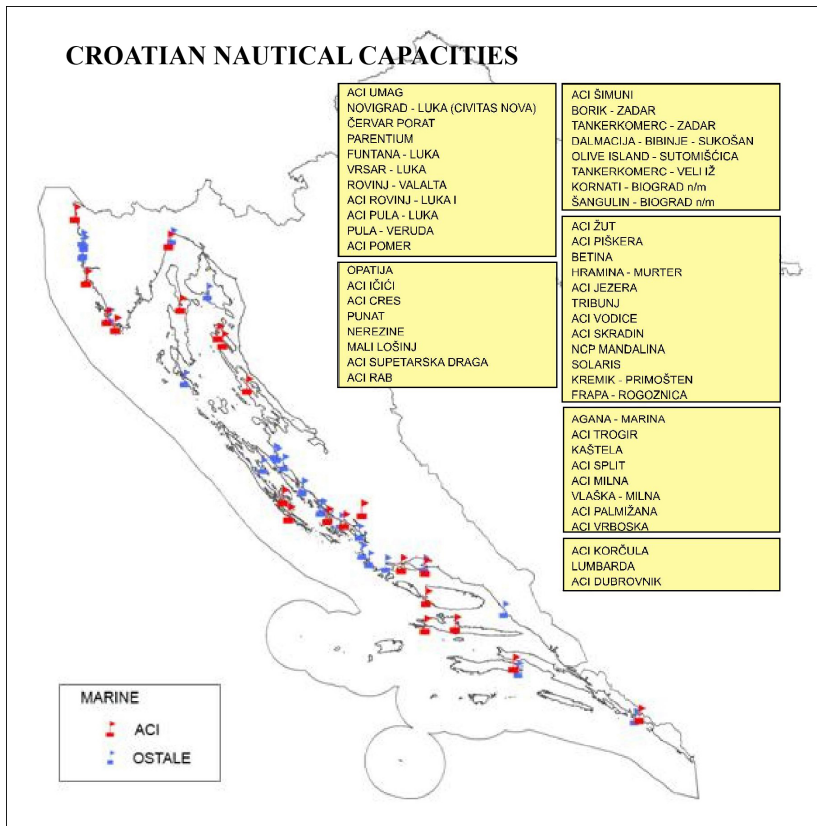 CROATIAN NAUTICAL CAPACITIES
ACI UMAG
NOVIGRAD - LUKA (CIVITAS NOVA)
ČERVAR PORAT
PARENTIUM
FUNTANA - LUKA
VRSAR - LUKA
ROVINJ - VALALTA
ACI ROVINJ - LUKA I
ACI PULA - LUKA
PULA - VERUDA
ACI POMER
OPATIJA
ACI IČIĆI
ACI CRES
PUNAT
NEREZINE
MALI LOŠINJ
ACI SUPETARSKA DRAGA
ACI RAB
ACI ŠIMUNI
BORIK - ZADAR
TANKERKOMERC - ZADAR
DALMACIJA - BIBINJE - SUKOŠAN
OLIVE ISLAND - SUTOMIŠĆICA
TANKERKOMERC - VELI IŽ
KORNATI - BIOGRAD n/m
ŠANGULIN - BIOGRAD n/m
ACI ŽUT
ACI PIŠKERA
BETINA
HRAMINA - MURTER
ACI JEZERA
TRIBUNJ
ACI VODICE
ACI SKRADIN
NCP MANDALINA
SOLARIS
KREMIK - PRIMOŠTEN
FRAPA - ROGOZNICA
AGANA - MARINA
ACI TROGIR
KAŠTELA
ACI SPLIT
ACI MILNA
VLAŠKA - MILNA
ACI PALMIŽANA
ACI VRBOSKA
ACI KORČULA
LUMBARDA
ACI DUBROVNIK
MARINE
ACI
OSTALE